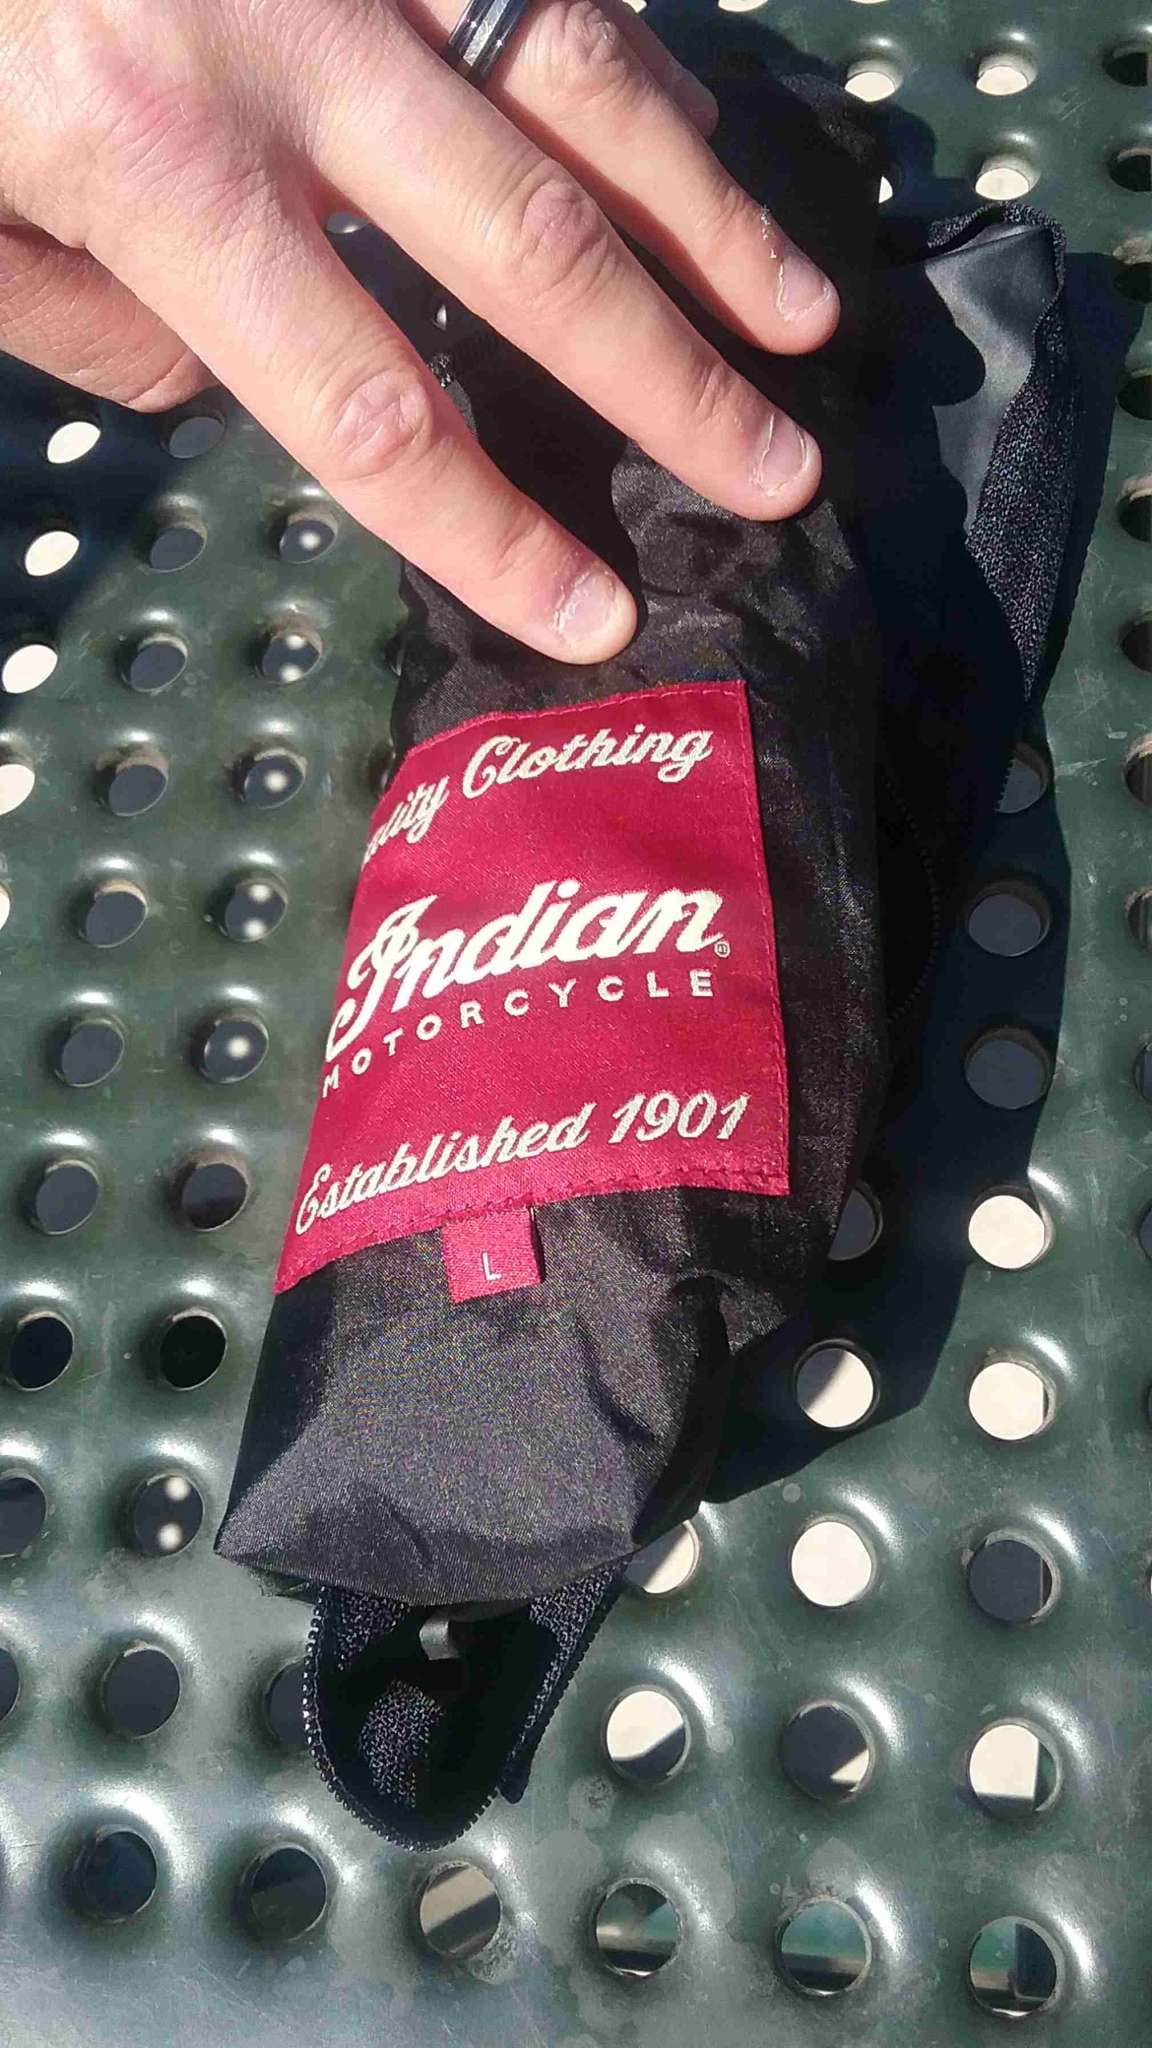 Clothing
Indian
MOTORCYCLE
Established 1901
L